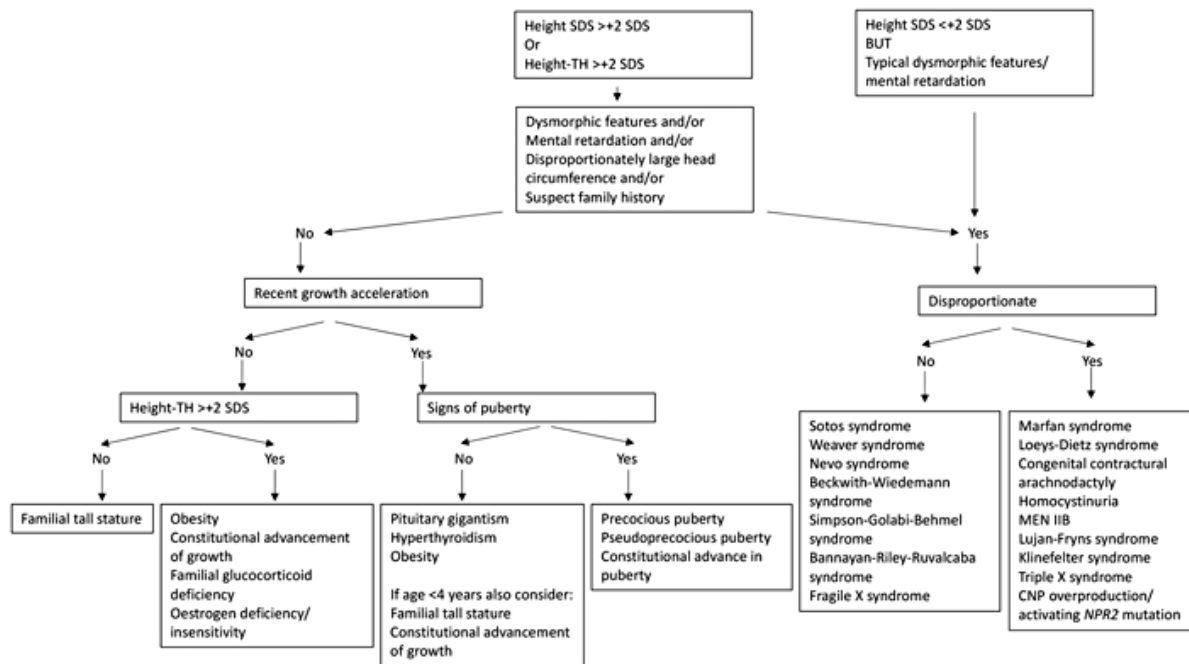 Height SDS >+2 SDS
Or
Height-TH >+2 SDS
Height SDS <+2 SDS
BUT
Typical dysmorphic features/
mental retardation
Dysmorphic features and/or
Mental retardation and/or
Disproportionately large head
circumference and/or
Suspect family history
No
Yes
Recent growth acceleration
Disproportionate
No
Yes
No
Yes
Height-TH >+2 SDS
Signs of puberty
No
Yes
No
Yes
Familial tall stature
Obesity
Constitutional advancement
of growth
Familial glucocorticoid
deficiency
Oestrogen deficiency/
insensitivity
Pituitary gigantism
Hyperthyroidism
Obesity
If age <4 years also consider:
Familial tall stature
Constitutional advancement
of growth
Precocious puberty
Pseudoprecocious puberty
Constitutional advance in
puberty
Sotos syndrome
Weaver syndrome
Nevo syndrome
Beckwith-Wiedemann
syndrome
Simpson-Golabi-Behmel
syndrome
Bannayan-Riley-Ruvalcaba
syndrome
Fragile X syndrome
Marfan syndrome
Loeys-Dietz syndrome
Congenital contractural
arachnodactyly
Homocystinuria
MEN IIB
Lujan-Fryns syndrome
Klinefelter syndrome
Triple X syndrome
CNP overproduction/
activating NPR2 mutation